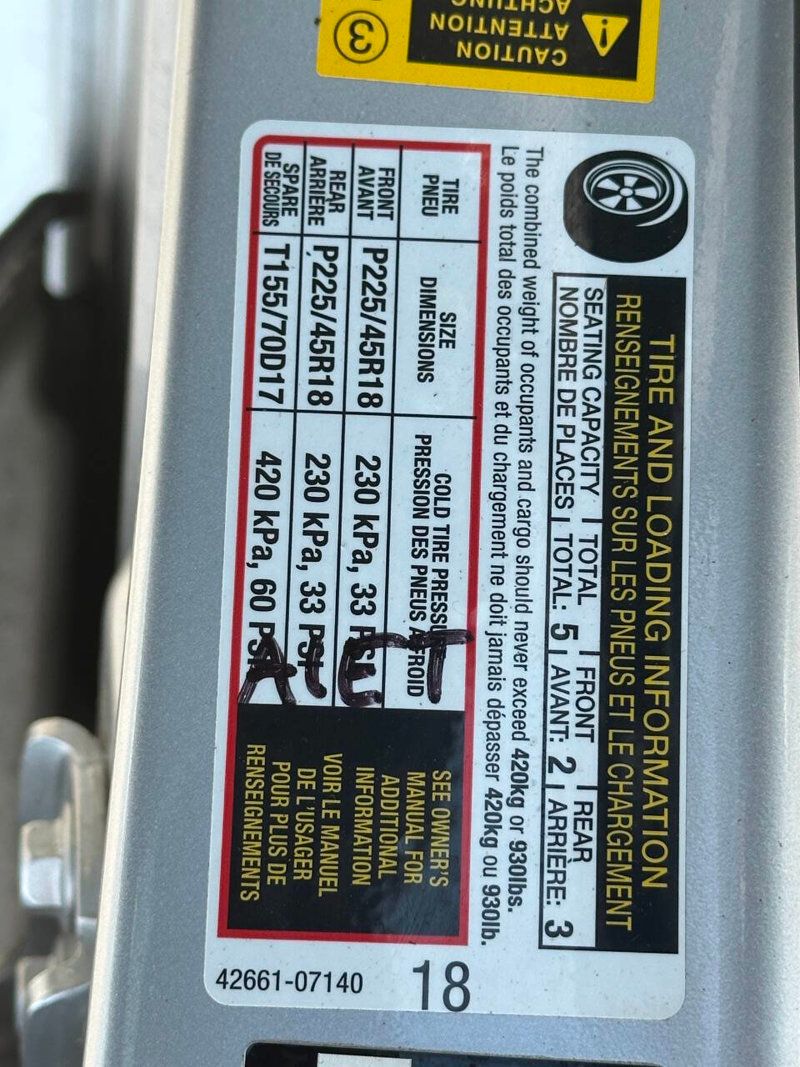 CAUTION
ATTENTION
ACHTUNG
3
TIRE AND LOADING INFORMATION
RENSEIGNEMENTS SUR LES PNEUS ET LE CHARGEMENT
SEATING CAPACITY | TOTAL | FRONT | REAR
NOMBRE DE PLACES | TOTAL: 5 | AVANT: 2 | ARRIÈRE: 3
The combined weight of occupants and cargo should never exceed 420kg or 930lbs.
Le poids total des occupants et du chargement ne doit jamais dépasser 420kg ou 930lb.
TIRE SIZE COLD TIRE PRESSURE
PNEU DIMENSIONS PRESSION DES PNEUS A FROID
FRONT
AVANT P225/45R18 230 kPa, 33 PSI
REAR
ARRIÈRE P225/45R18 230 kPa, 33 PSI
SPARE
DE SECOURS T155/70D17 420 kPa, 60 PSI
SEE OWNER'S
MANUAL FOR
ADDITIONAL
INFORMATION
VOIR LE MANUEL
DE L'USAGER
POUR PLUS DE
RENSEIGNEMENTS
18
42661-07140